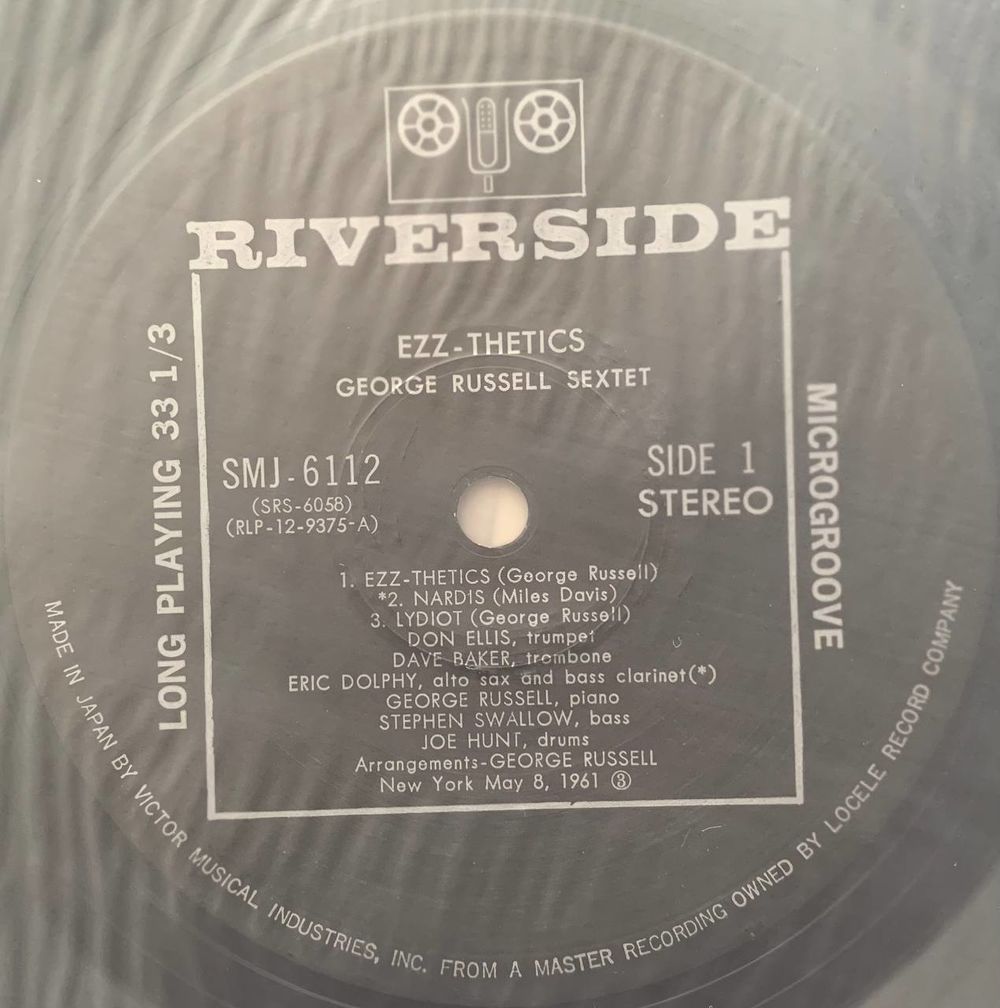 RIVERSIDE
EZZ-THETICS
GEORGE RUSSELL SEXTET
LONG PLAYING 33 1/3
MICROGROOVE
SMJ-6112
(SRS-6058)
(RLP-12-9375-A)
SIDE 1
STEREO
1. EZZ-THETICS (George Russell)
*2. NARDIS (Miles Davis)
3. LYDIOT (George Russell)
DON ELLIS, trumpet
DAVE BAKER, trombone
ERIC DOLPHY, alto sax and bass clarinet(*)
GEORGE RUSSELL, piano
STEPHEN SWALLOW, bass
JOE HUNT, drums
Arrangements-GEORGE RUSSELL
New York May 8, 1961 ③
MADE IN JAPAN BY VICTOR MUSICAL INDUSTRIES, INC. FROM A MASTER RECORDING OWNED BY LOCELE RECORD COMPANY